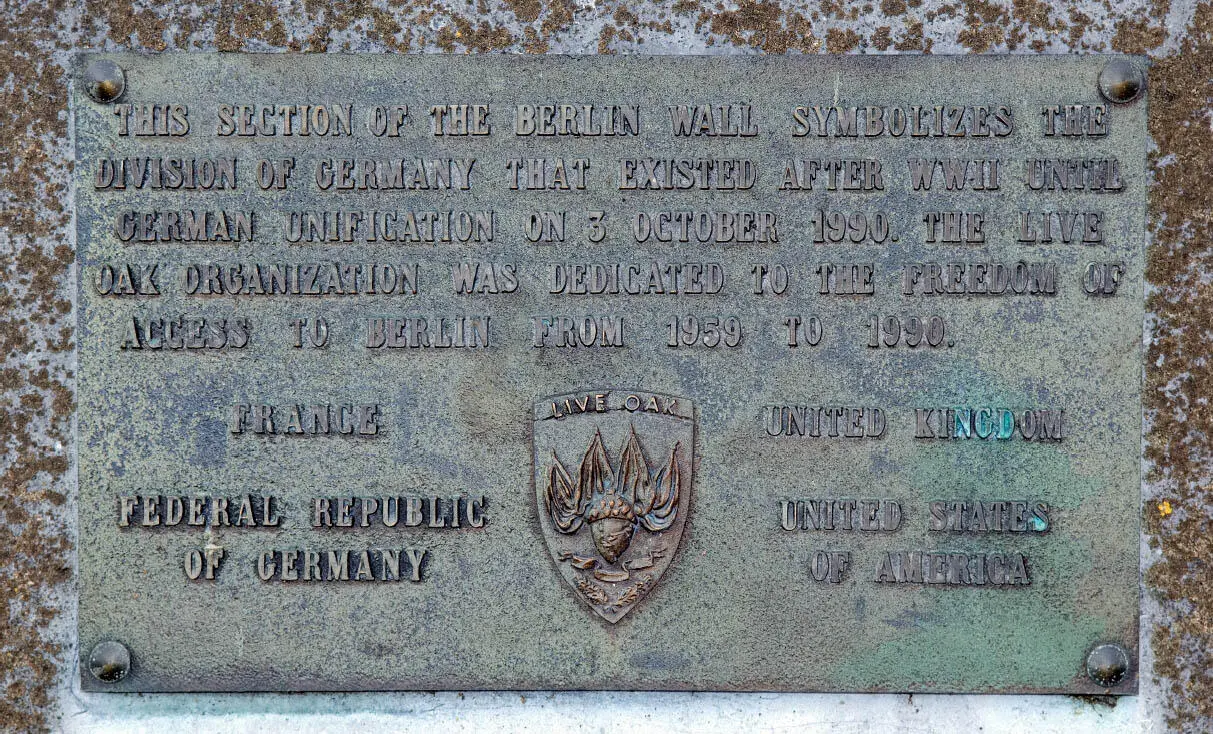 THIS SECTION OF THE BERLIN WALL SYMBOLIZES THE
DIVISION OF GERMANY THAT EXISTED AFTER WWII UNTIL
GERMAN UNIFICATION ON 3 OCTOBER 1990. THE LIVE
OAK ORGANIZATION WAS DEDICATED TO THE FREEDOM OF
ACCESS TO BERLIN FROM 1959 TO 1990.
FRANCE
LIVE OAK
UNITED KINGDOM
FEDERAL REPUBLIC
OF GERMANY
UNITED STATES
OF AMERICA